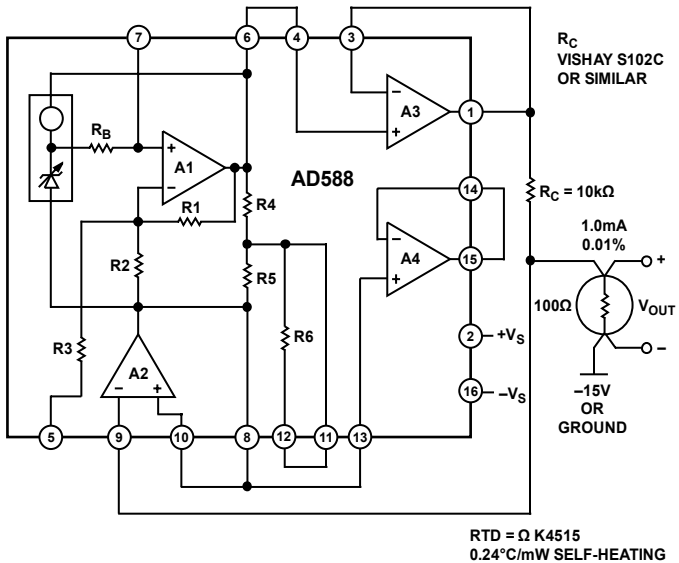 7
6
4
3
R_C
VISHAY S102C
OR SIMILAR
R_B
+
A1
−
−
A3
+
1
AD588
R4
R1
14
R_C = 10kΩ
R2
−
A4
+
15
1.0mA
0.01%
R5
+
100Ω
V_OUT
−
R3
R6
2
+V_S
A2
−
+
16
−V_S
−15V
OR
GROUND
5
9
10
8
12
11
13
RTD = Ω K4515
0.24°C/mW SELF-HEATING